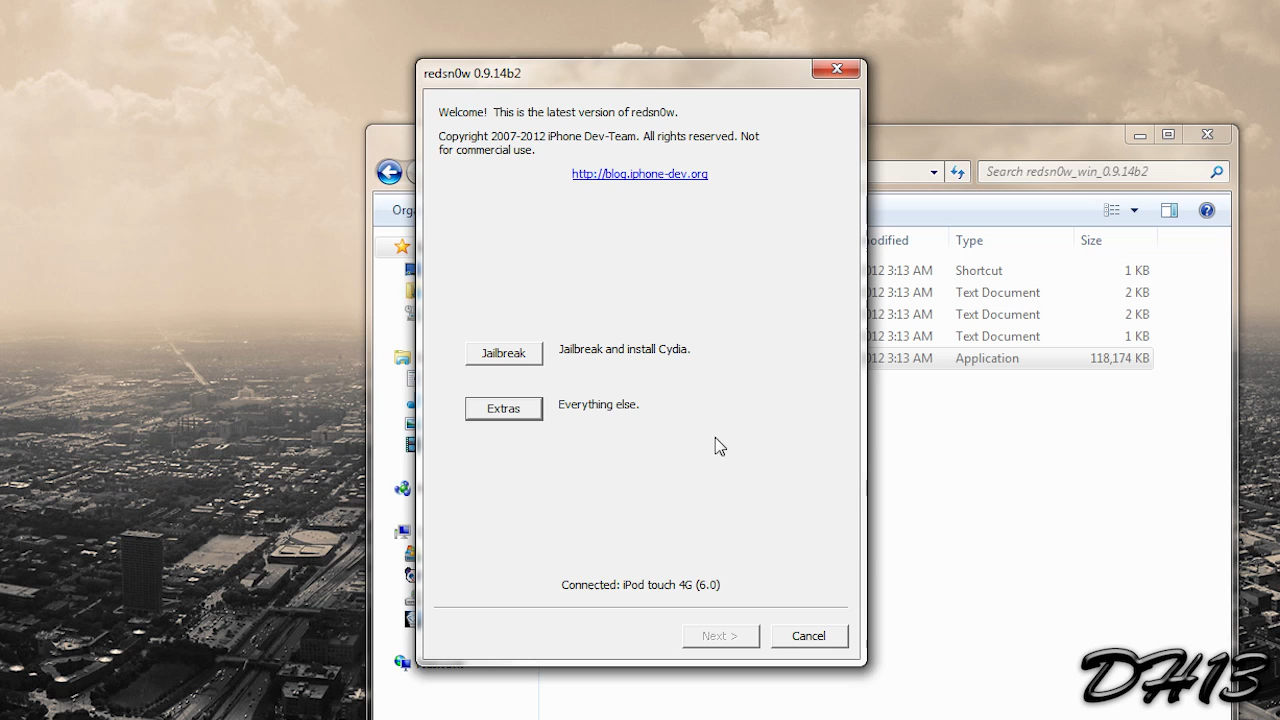 redsn0w 0.9.14b2
Welcome!  This is the latest version of redsn0w.
Copyright 2007-2012 iPhone Dev-Team. All rights reserved. Not
for commercial use.
http://blog.iphone-dev.org
Jailbreak
Jailbreak and install Cydia.
Extras
Everything else.
Connected: iPod touch 4G (6.0)
Next >
Cancel
Search redsn0w_win_0.9.14b2
Orga
odified
Type
Size
012 3:13 AM
Shortcut
1 KB
012 3:13 AM
Text Document
2 KB
012 3:13 AM
Text Document
2 KB
012 3:13 AM
Text Document
1 KB
012 3:13 AM
Application
118,174 KB
DH13